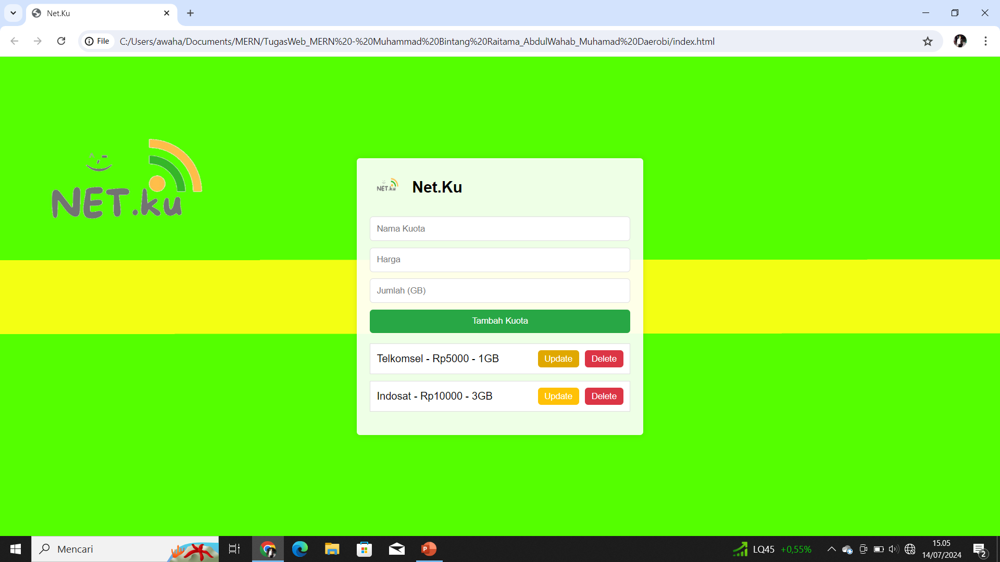 Net.Ku
File
C:/Users/awaha/Documents/MERN/TugasWeb_MERN%20-%20Muhammad%20Bintang%20Raitama_AbdulWahab_Muhamad%20Daerobi/index.html
NET.ku
NET.ku
Net.Ku
Nama Kuota
Harga
Jumlah (GB)
Tambah Kuota
Telkomsel - Rp5000 - 1GB Update Delete
Indosat - Rp10000 - 3GB Update Delete
Mencari
P
LQ45 +0,55%
15.05
14/07/2024
2